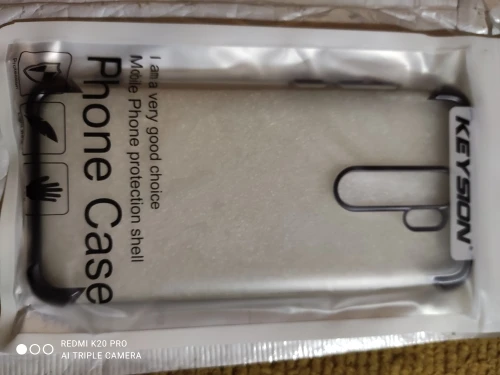 I am a very good choice
Mobile Phone protection shell
Phone Case
KEYSION
REDMI K20 PRO
AI TRIPLE CAMERA